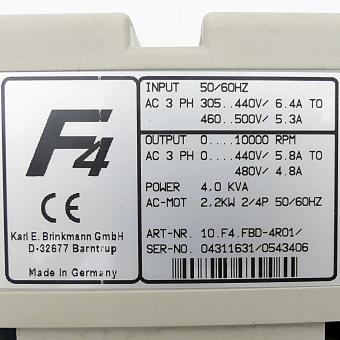 F4
CE
Karl E. Brinkmann GmbH
D-32677 Barntrup
Made in Germany
INPUT 50/60HZ
AC 3 PH 305..440V/ 6.4A TO
460..500V/ 5.3A
OUTPUT 0....10000 RPM
AC 3 PH 0...440V/ 5.8A TO
480V/ 4.8A
POWER 4,0 KVA
AC-MOT 2,2KW 2/4P 50/60HZ
ART-NR. 10.F4.FBD-4R01/
SER-NO. 04311631/0543406